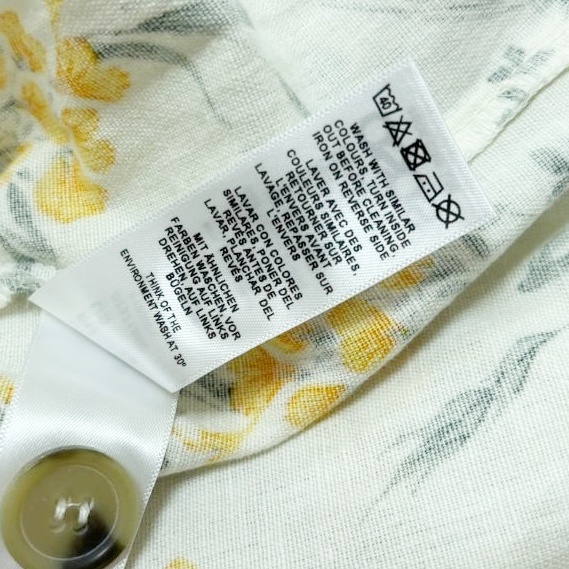 40
WASH WITH SIMILAR
COLOURS, TURN INSIDE
OUT BEFORE CLEANING,
IRON ON REVERSE SIDE
LAVER AVEC DES
COULEURS SIMILAIRES.
RETOURNER SUR
L'ENVERS AVANT
LAVAGE, REPASSER SUR
L'ENVERS
LAVAR CON COLORES
SIMILARES, PONER DEL
REVÉS ANTES DE
LAVAR, PLANCHAR DEL
REVÉS
MIT ÄHNLICHEN
FARBEN WASCHEN, VOR
REINIGUNG AUF LINKS
DREHEN, AUF LINKS
BÜGELN
THINK OF THE
ENVIRONMENT WASH AT 30°